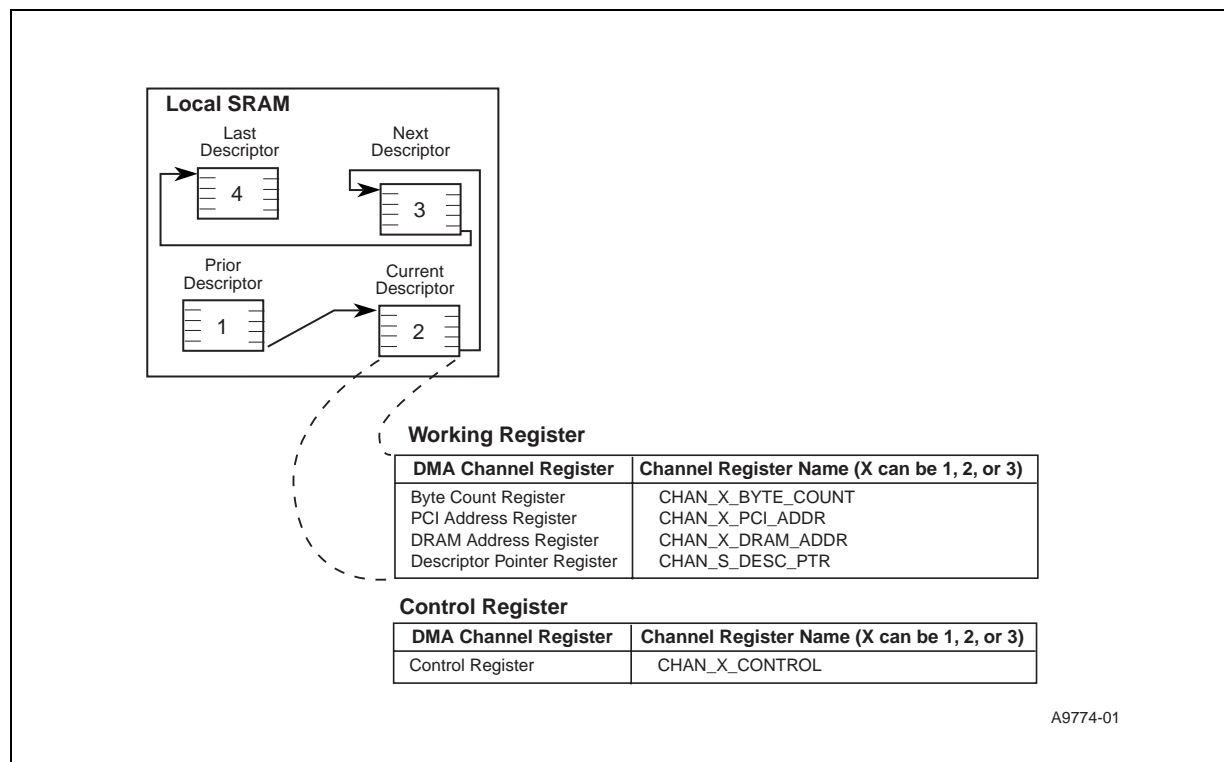 Local SRAM
Last
Descriptor
Next
Descriptor
4
3
Prior
Descriptor
Current
Descriptor
1
2
Working Register
DMA Channel Register Channel Register Name (X can be 1, 2, or 3)
Byte Count Register CHAN_X_BYTE_COUNT
PCI Address Register CHAN_X_PCI_ADDR
DRAM Address Register CHAN_X_DRAM_ADDR
Descriptor Pointer Register CHAN_S_DESC_PTR
Control Register
DMA Channel Register Channel Register Name (X can be 1, 2, or 3)
Control Register CHAN_X_CONTROL
A9774-01